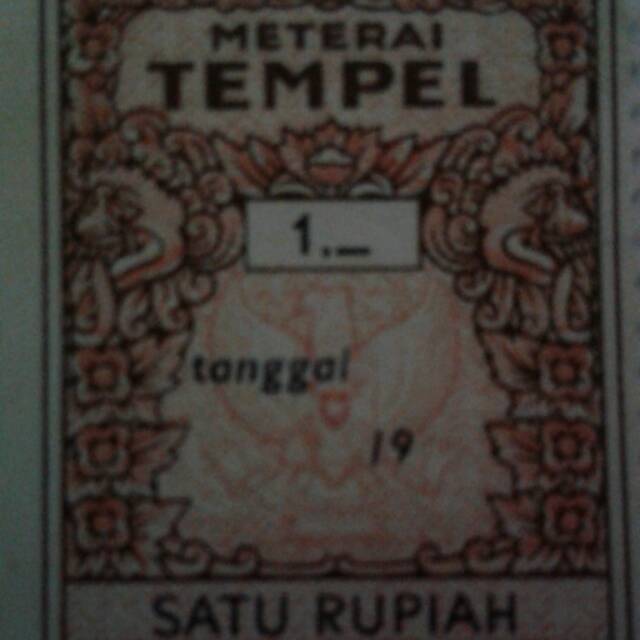 METERAI
TEMPEL
1.—
tanggal
19
SATU RUPIAH